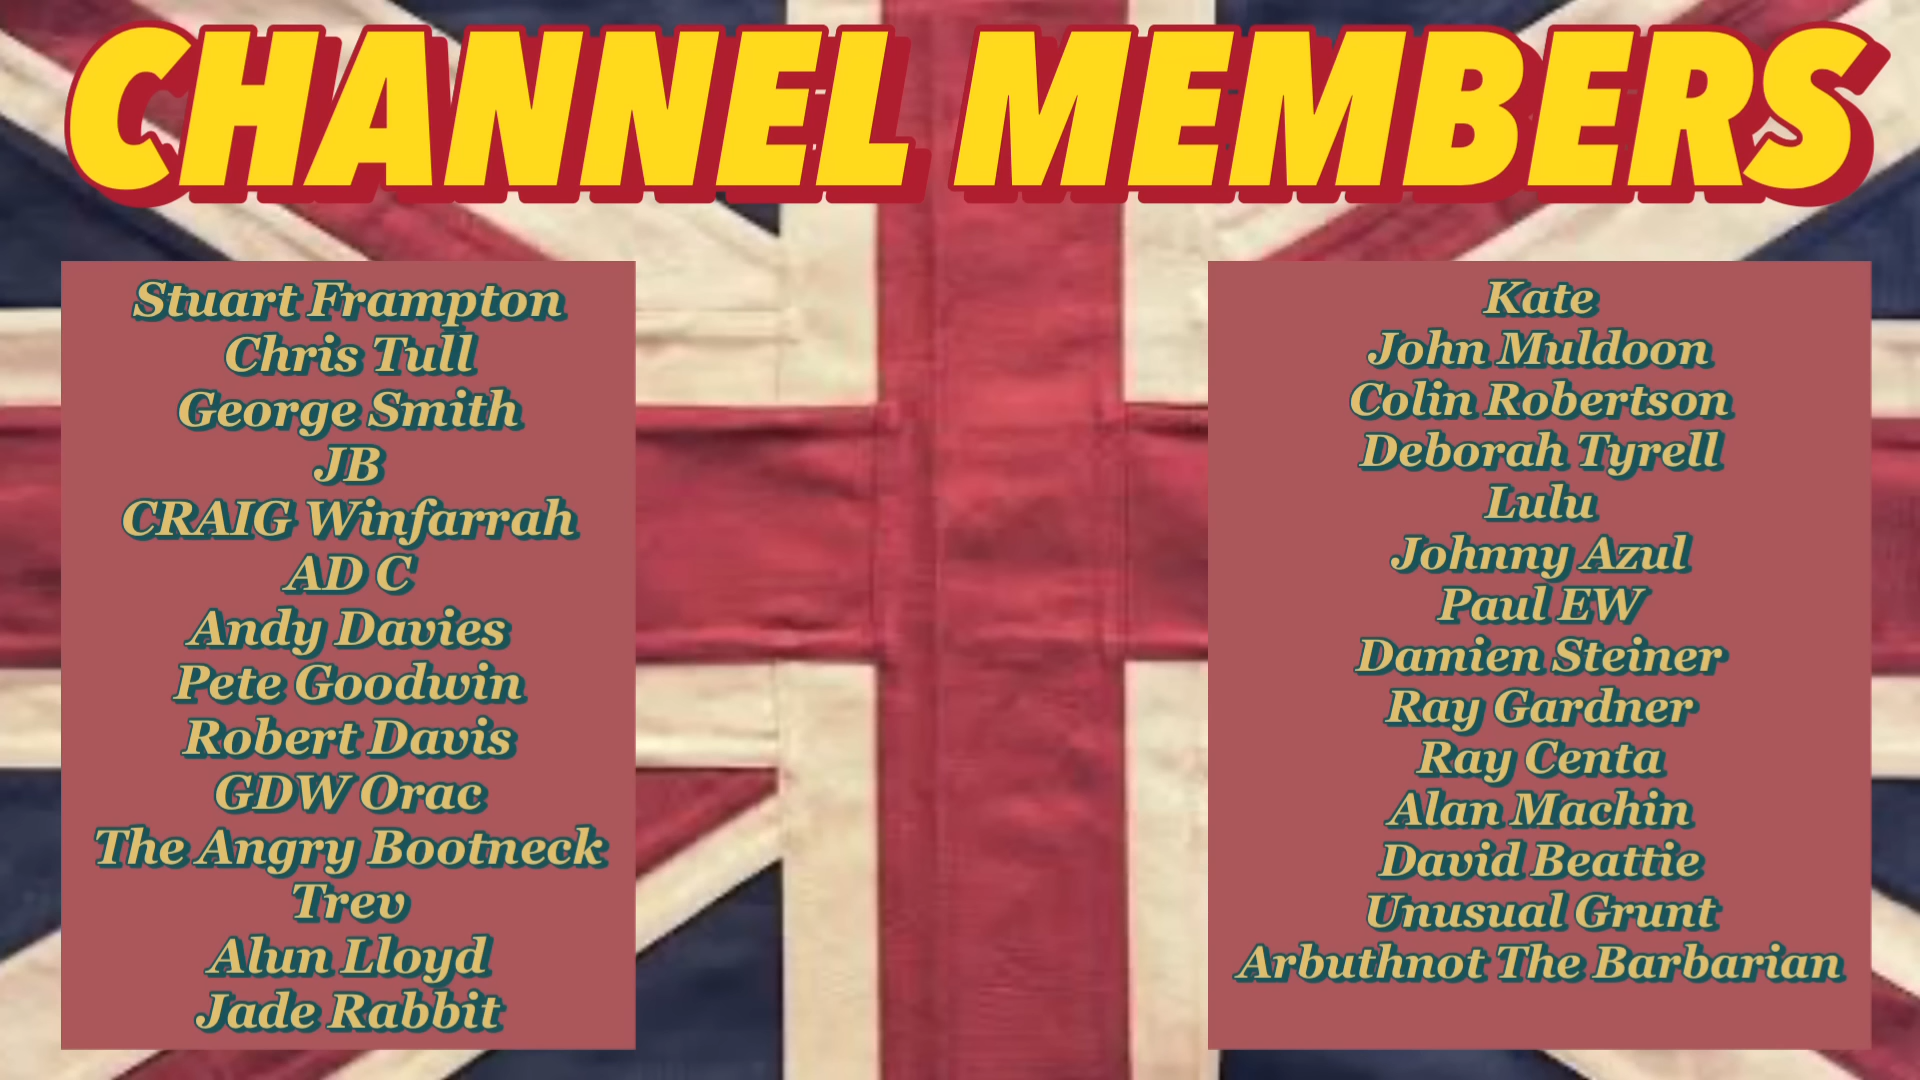 CHANNEL MEMBERS
Stuart Frampton
Chris Tull
George Smith
JB
CRAIG Winfarrah
AD C
Andy Davies
Pete Goodwin
Robert Davis
GDW Orac
The Angry Bootneck
Trev
Alun Lloyd
Jade Rabbit
Kate
John Muldoon
Colin Robertson
Deborah Tyrell
Lulu
Johnny Azul
Paul EW
Damien Steiner
Ray Gardner
Ray Centa
Alan Machin
David Beattie
Unusual Grunt
Arbuthnot The Barbarian